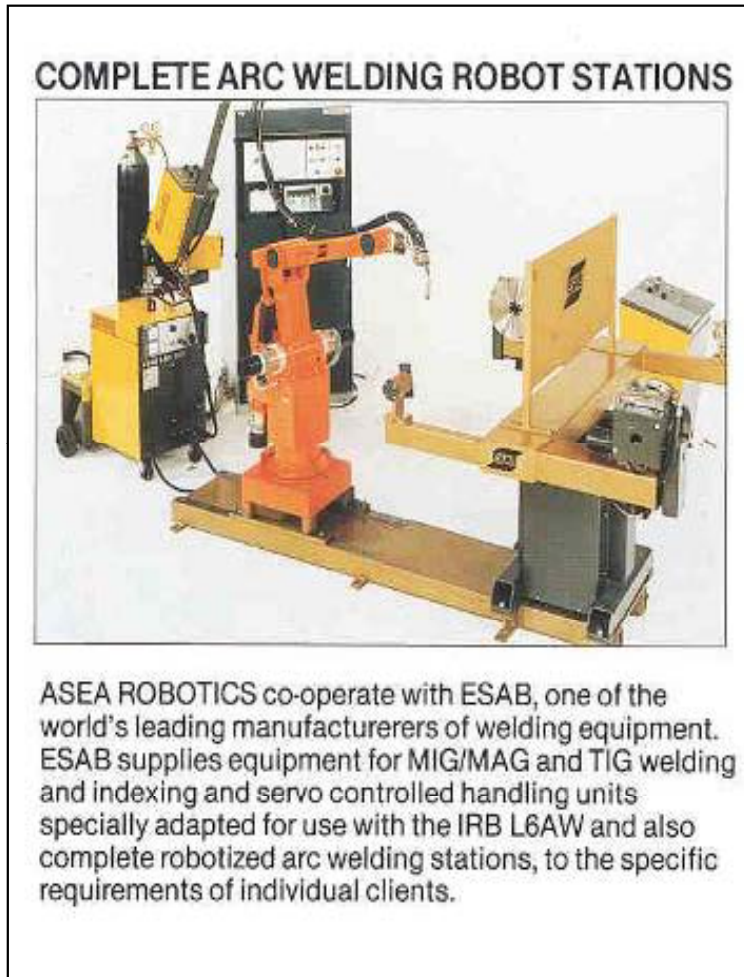 COMPLETE ARC WELDING ROBOT STATIONS
ASEA ROBOTICS co-operate with ESAB, one of the
world's leading manufacturerers of welding equipment.
ESAB supplies equipment for MIG/MAG and TIG welding
and indexing and servo controlled handling units
specially adapted for use with the IRB L6AW and also
complete robotized arc welding stations, to the specific
requirements of individual clients.